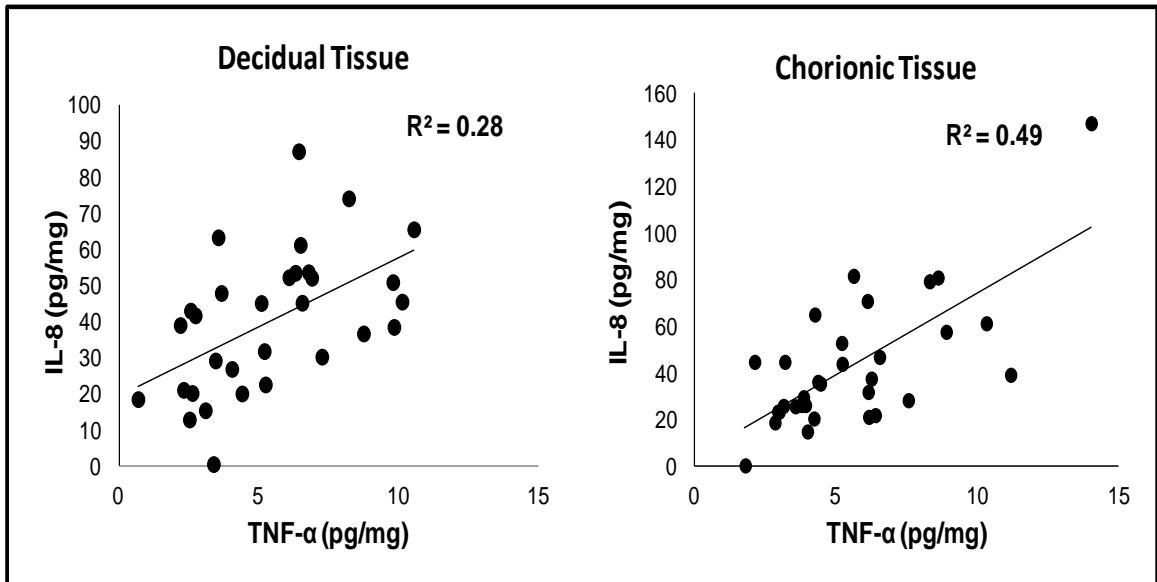 Decidual Tissue
R² = 0.28
IL-8 (pg/mg)
100
90
80
70
60
50
40
30
20
10
0
0 5 10 15
TNF-α (pg/mg)
Chorionic Tissue
R² = 0.49
IL-8 (pg/mg)
160
140
120
100
80
60
40
20
0
0 5 10 15
TNF-α (pg/mg)